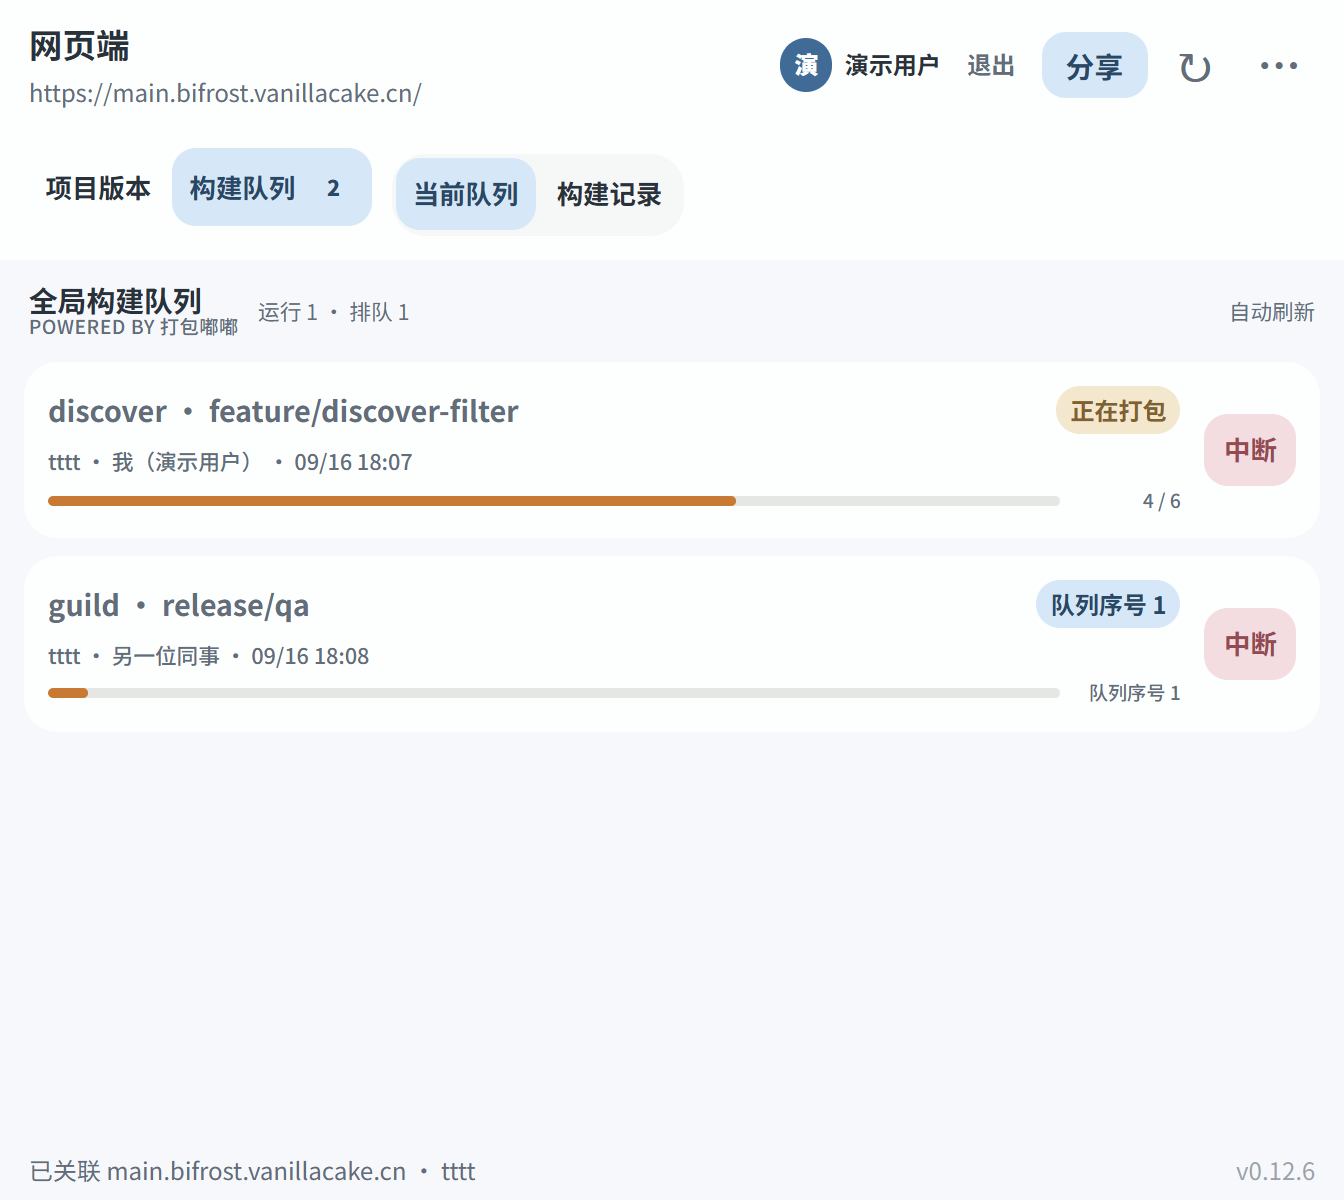 网页端
https://main.bifrost.vanillacake.cn/
演 演示用户 退出 分享
项目版本 构建队列 2 当前队列 构建记录
全局构建队列
POWERED BY 打包嘟嘟
运行 1 · 排队 1
自动刷新
discover · feature/discover-filter
正在打包
中断
tttt · 我（演示用户） · 09/16 18:07
4 / 6
guild · release/qa
队列序号 1
中断
tttt · 另一位同事 · 09/16 18:08
队列序号 1
已关联 main.bifrost.vanillacake.cn · tttt
v0.12.6